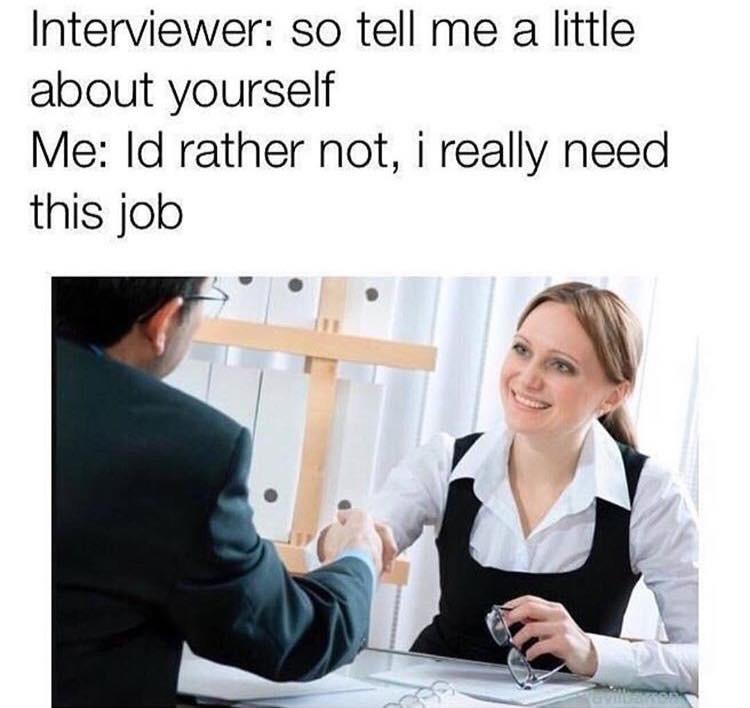 Interviewer: so tell me a little
about yourself
Me: Id rather not, i really need
this job